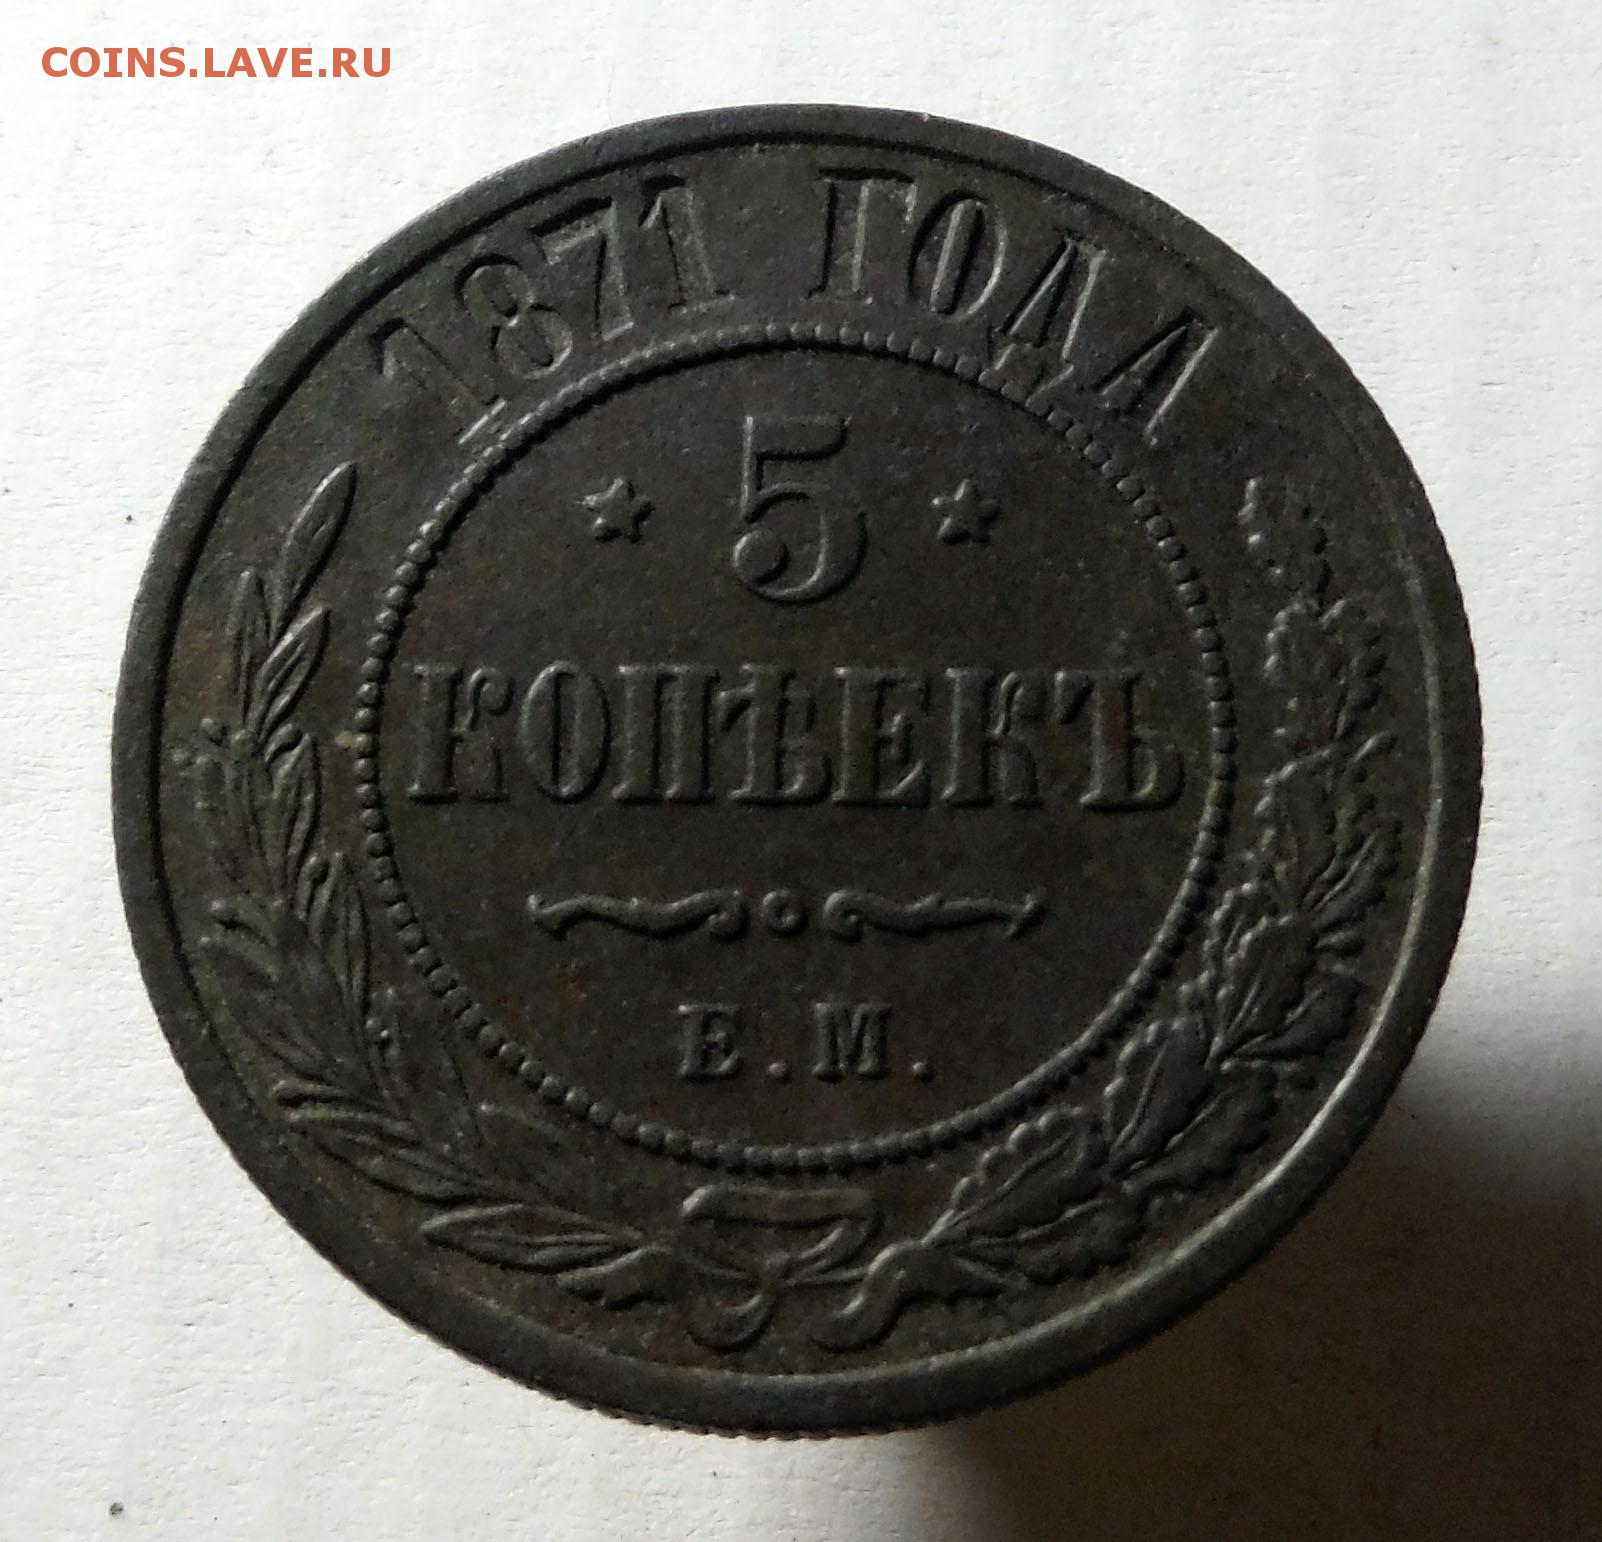 COINS.LAVE.RU
1871 ГОДА
5
КОПѢЕКЪ
Е.М.